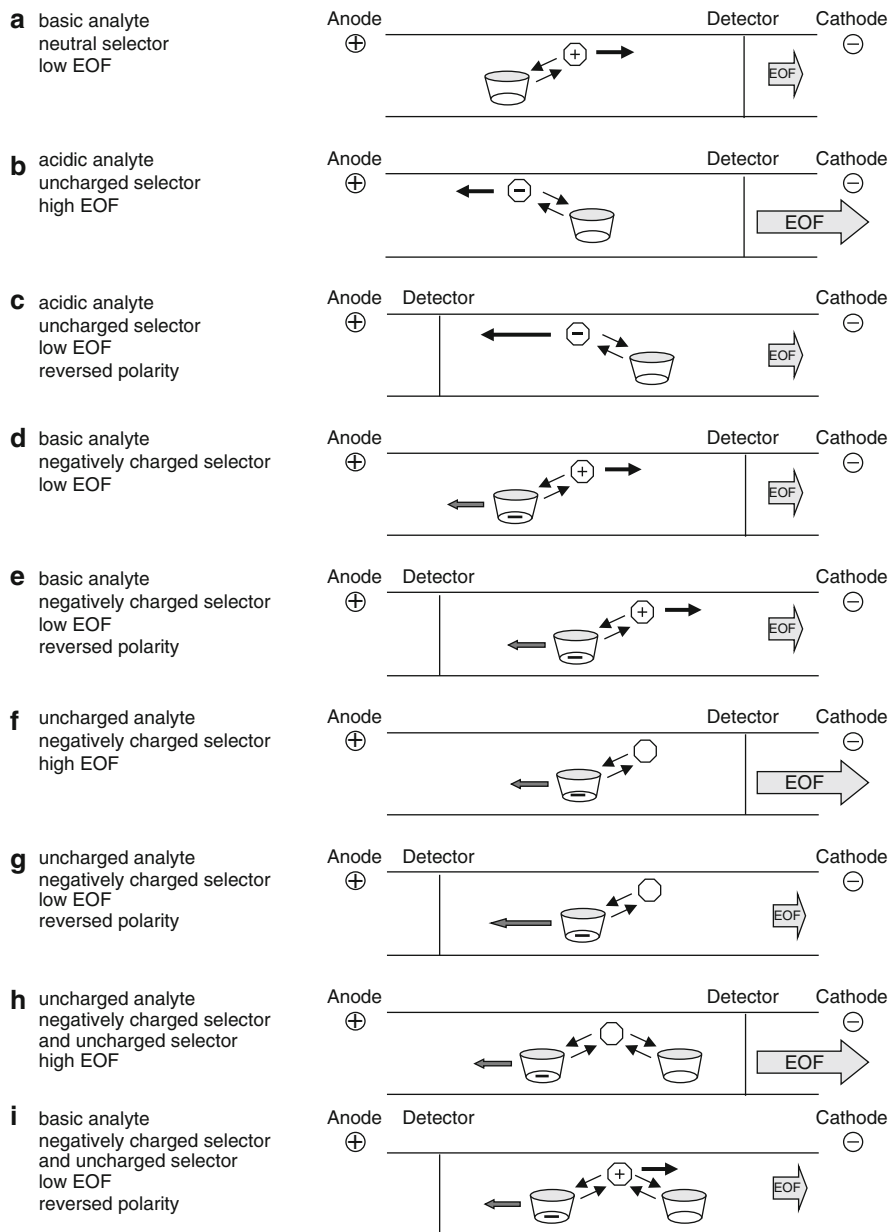 a basic analyte
neutral selector
low EOF
Anode
+
Detector
Cathode
−
+
EOF
b acidic analyte
uncharged selector
high EOF
Anode
+
Detector
Cathode
−
−
EOF
c acidic analyte
uncharged selector
low EOF
reversed polarity
Anode
+
Detector
Cathode
−
−
EOF
d basic analyte
negatively charged selector
low EOF
Anode
+
Detector
Cathode
−
+
−
EOF
e basic analyte
negatively charged selector
low EOF
reversed polarity
Anode
+
Detector
Cathode
−
+
−
EOF
f uncharged analyte
negatively charged selector
high EOF
Anode
+
Detector
Cathode
−
−
EOF
g uncharged analyte
negatively charged selector
low EOF
reversed polarity
Anode
+
Detector
Cathode
−
−
EOF
h uncharged analyte
negatively charged selector
and uncharged selector
high EOF
Anode
+
Detector
Cathode
−
−
EOF
i basic analyte
negatively charged selector
and uncharged selector
low EOF
reversed polarity
Anode
+
Detector
Cathode
−
+
−
EOF